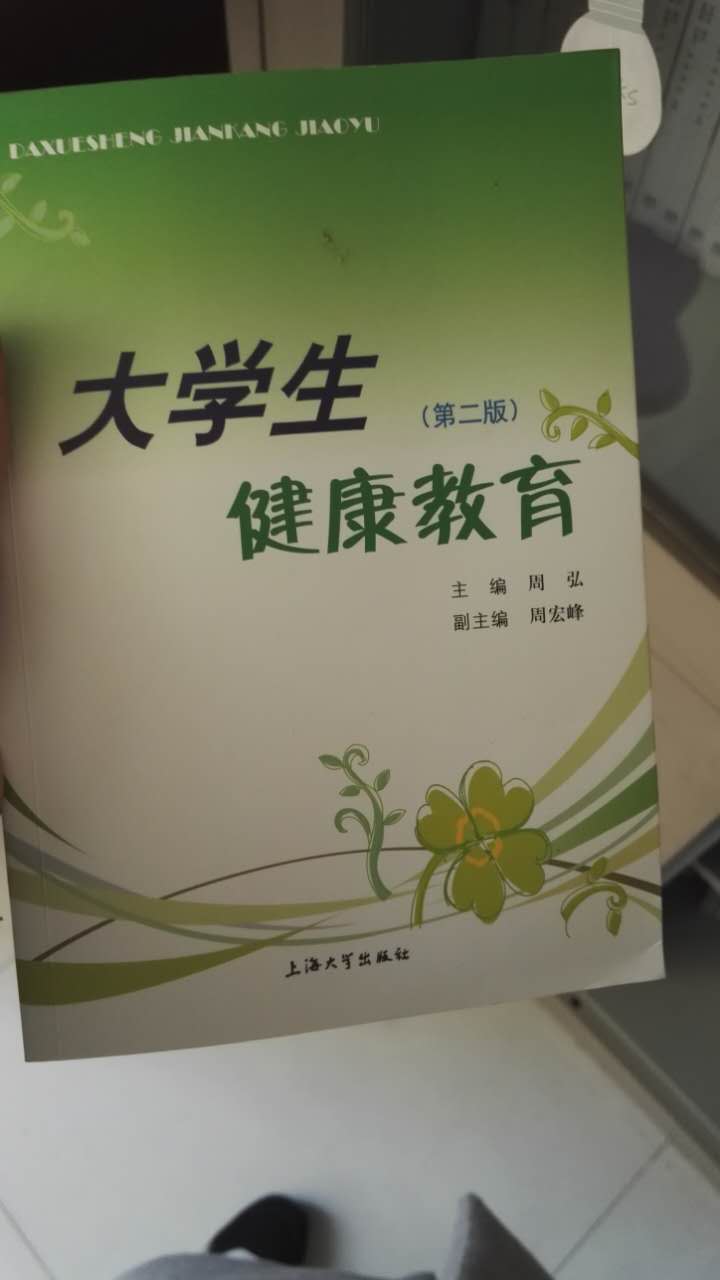 DAXUESHENG JIANKANG JIAOYU
大学生
（第二版）
健康教育
主 编 周 弘
副主编 周宏峰
上海大学出版社